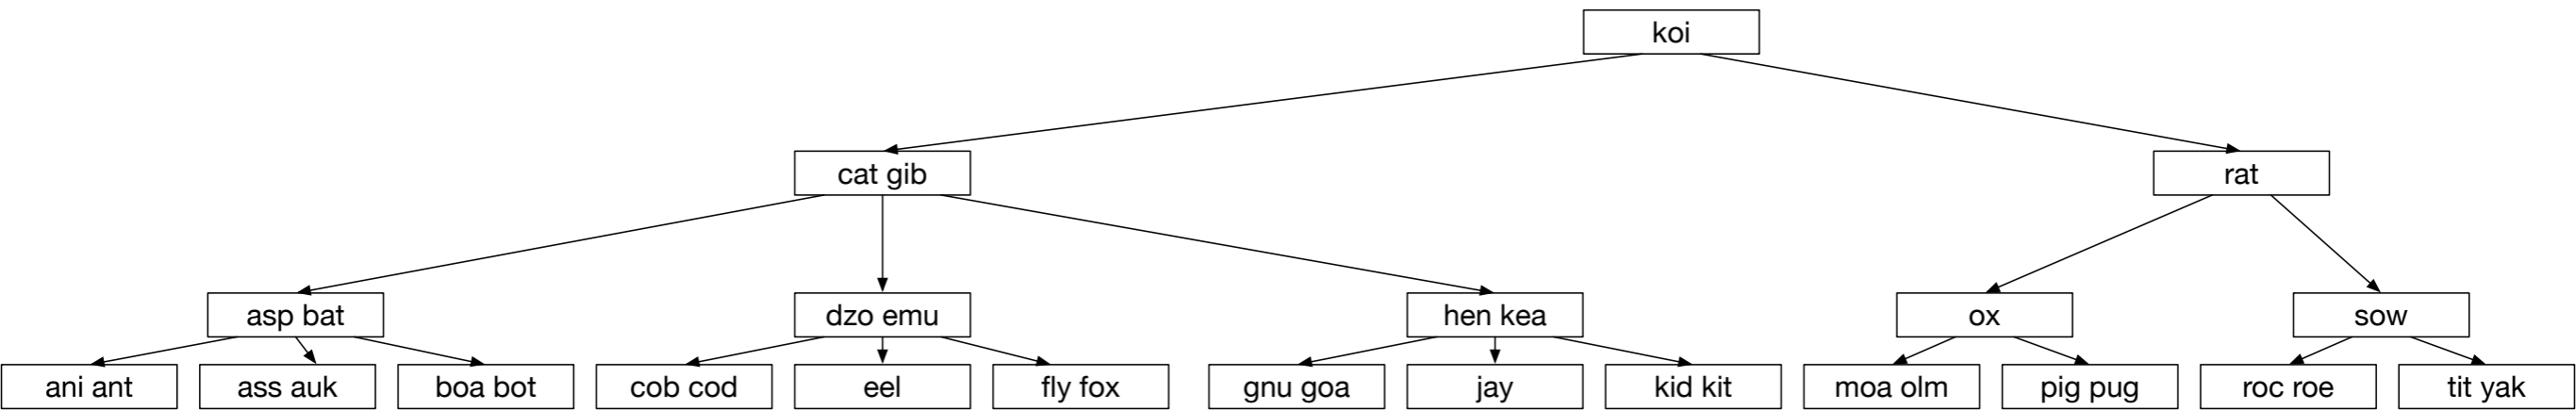 koi
cat gib
rat
asp bat
dzo emu
hen kea
ox
sow
ani ant
ass auk
boa bot
cob cod
eel
fly fox
gnu goa
jay
kid kit
moa olm
pig pug
roc roe
tit yak